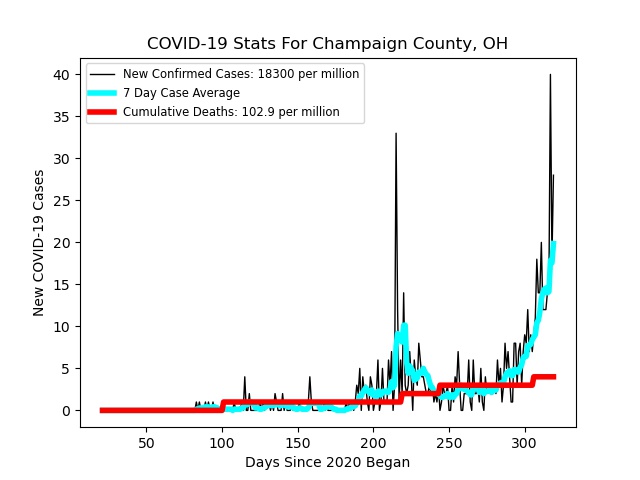 COVID-19 Stats For Champaign County, OH
New Confirmed Cases: 18300 per million
7 Day Case Average
Cumulative Deaths: 102.9 per million
New COVID-19 Cases
40
35
30
25
20
15
10
5
0
50 100 150 200 250 300
Days Since 2020 Began